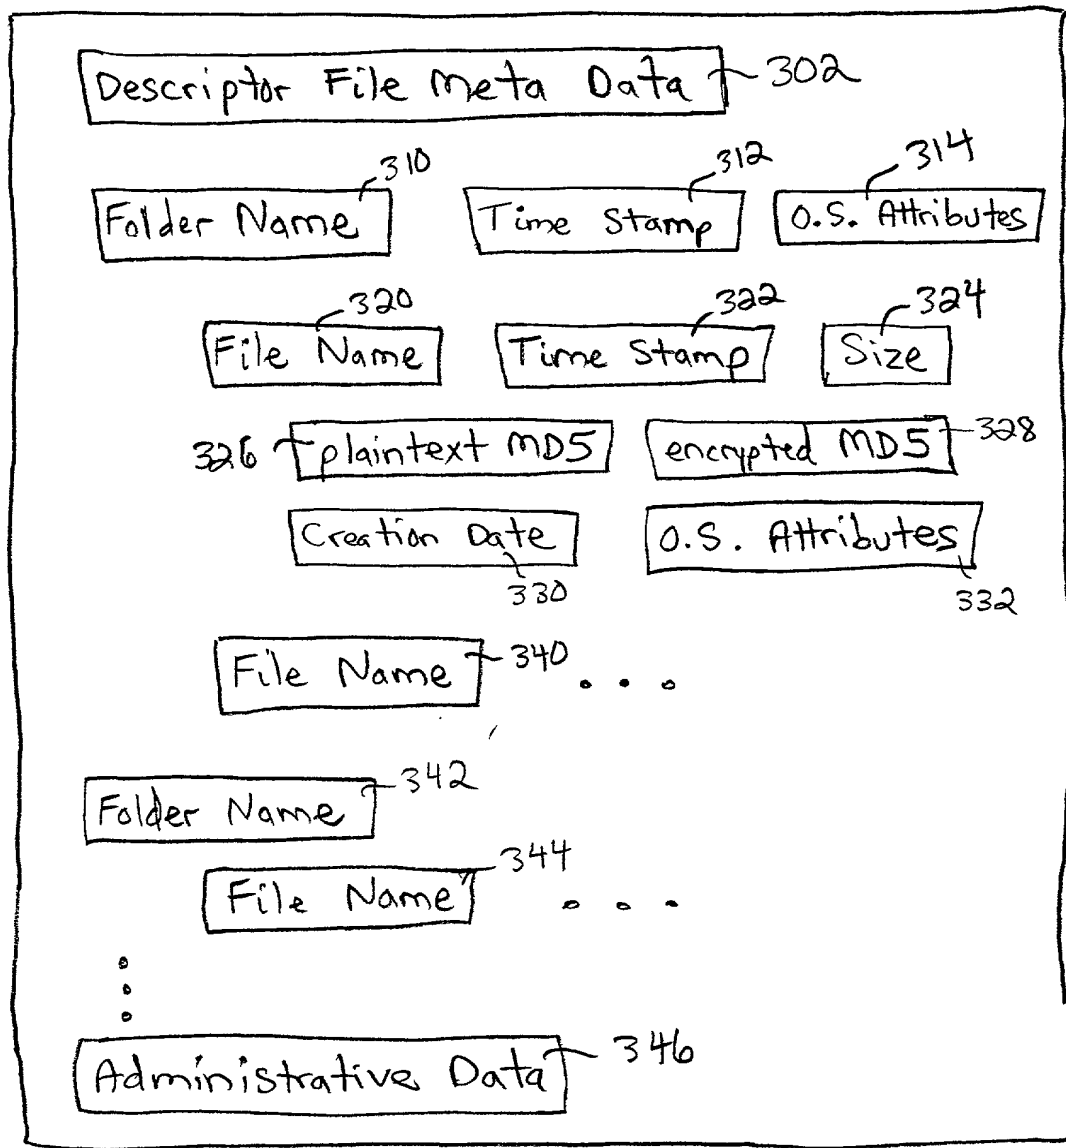 Descriptor File Meta Data 302
310 312 314
Folder Name Time Stamp O.S. Attributes
320 322 324
File Name Time Stamp Size
326 plaintext MD5 encrypted MD5 328
Creation Date O.S. Attributes
330 332
File Name 340 . . .
342
Folder Name
344
File Name . . .
Administrative Data 346